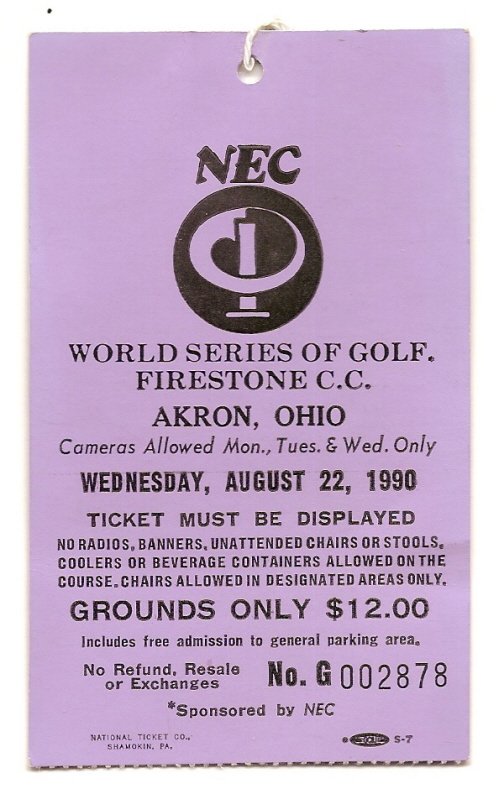 NEC
WORLD SERIES OF GOLF.
FIRESTONE C.C.
AKRON, OHIO
Cameras Allowed Mon., Tues. & Wed. Only
WEDNESDAY, AUGUST 22, 1990
TICKET MUST BE DISPLAYED
NO RADIOS, BANNERS, UNATTENDED CHAIRS OR STOOLS,
COOLERS OR BEVERAGE CONTAINERS ALLOWED ON THE
COURSE. CHAIRS ALLOWED IN DESIGNATED AREAS ONLY.
GROUNDS ONLY $12.00
Includes free admission to general parking area.
No Refund, Resale
or Exchanges
No. G 002878
*Sponsored by NEC
NATIONAL TICKET CO.,
SHAMOKIN, PA.
S-7